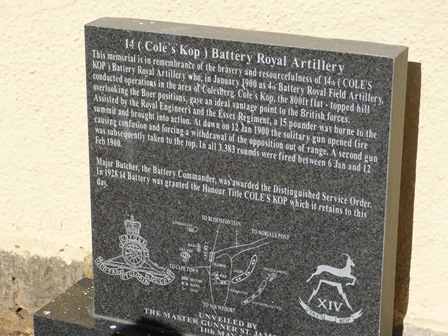 14 ( Cole's Kop ) Battery Royal Artillery
This memorial is in remembrance of the bravery and resourcefulness of 14th ( COLE'S
KOP ) Battery Royal Artillery who, in January 1900 as 4th Battery Royal Field Artillery,
conducted operations in the area of Colesberg. Cole's Kop, the 800ft flat - topped hill
overlooking the Boer positions, gave an ideal vantage point to the British forces.
Assisted by the Royal Engineers and the Essex Regiment, a 15 pounder was borne to the
summit and brought into action. At dawn on 12 Jan 1900 the solitary gun opened fire
causing confusion and forcing a withdrawal of the opposition out of range. A second gun
was subsequently taken to the top. In all 3,383 rounds were fired between 6 Jan and 12
Feb 1900.
Major Butcher, the Battery Commander, was awarded the Distinguished Service Order.
In 1928 14 Battery was granted the Honour Title COLE'S KOP which it retains to this
day.
TO BLOEMFONTEIN
TO NORVALS PONT
TO CAPE TOWN
TO NAUWPOORT
XIV
UNVEILED BY
THE MASTER GUNNER ST. JAM
11th MAY